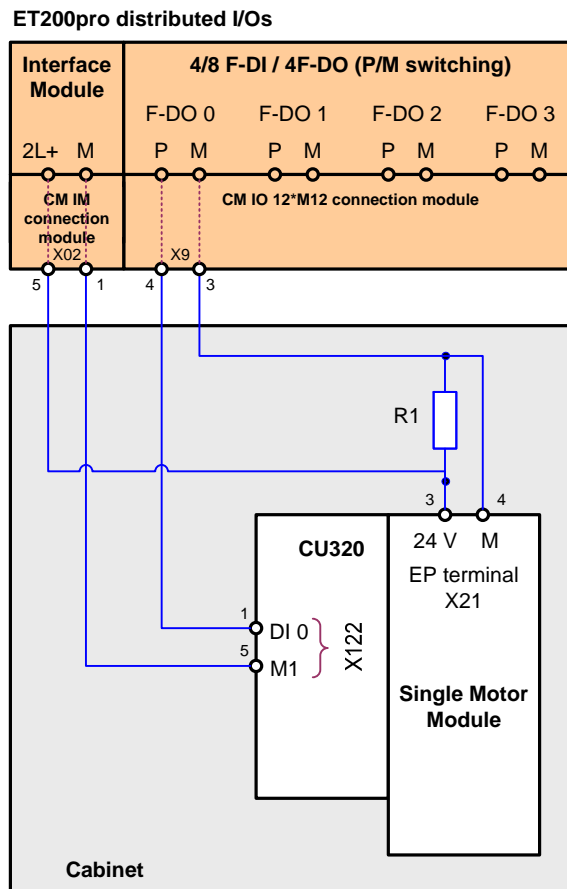 ET200pro distributed I/Os
Interface
Module
4/8 F-DI / 4F-DO (P/M switching)
F-DO 0 F-DO 1 F-DO 2 F-DO 3
2L+ M P M P M P M P M
CM IM
connection
module
CM IO 12*M12 connection module
X02 X9
5 1 4 3
R1
3 4
CU320
24 V M
EP terminal
X21
1
DI 0
5
M1
X122
Single Motor
Module
Cabinet